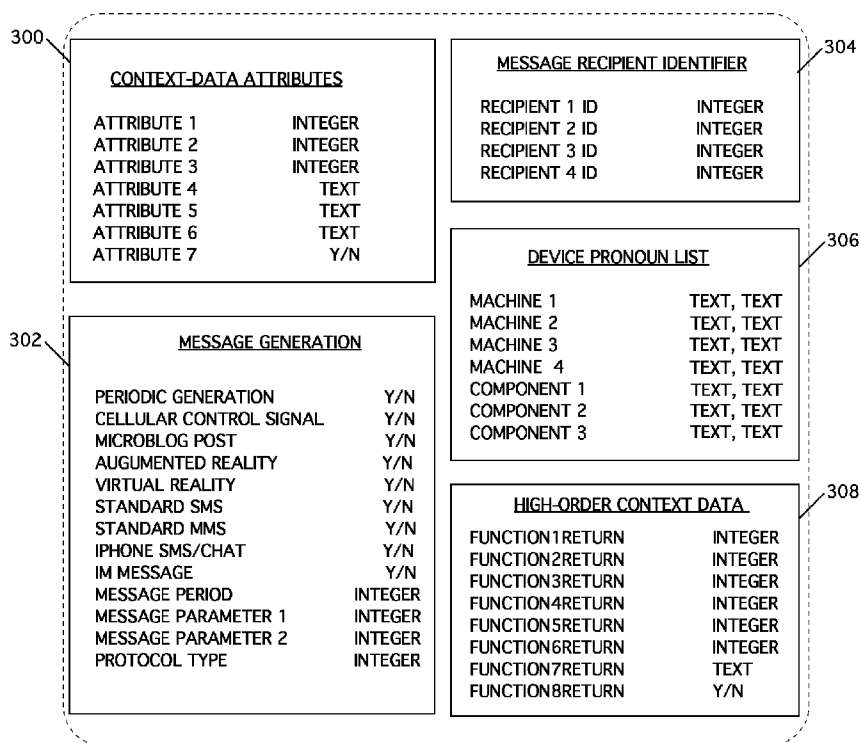 300
CONTEXT-DATA ATTRIBUTES
ATTRIBUTE 1 INTEGER
ATTRIBUTE 2 INTEGER
ATTRIBUTE 3 INTEGER
ATTRIBUTE 4 TEXT
ATTRIBUTE 5 TEXT
ATTRIBUTE 6 TEXT
ATTRIBUTE 7 Y/N
302
MESSAGE GENERATION
PERIODIC GENERATION Y/N
CELLULAR CONTROL SIGNAL Y/N
MICROBLOG POST Y/N
AUGUMENTED REALITY Y/N
VIRTUAL REALITY Y/N
STANDARD SMS Y/N
STANDARD MMS Y/N
IPHONE SMS/CHAT Y/N
IM MESSAGE Y/N
MESSAGE PERIOD INTEGER
MESSAGE PARAMETER 1 INTEGER
MESSAGE PARAMETER 2 INTEGER
PROTOCOL TYPE INTEGER
304
MESSAGE RECIPIENT IDENTIFIER
RECIPIENT 1 ID INTEGER
RECIPIENT 2 ID INTEGER
RECIPIENT 3 ID INTEGER
RECIPIENT 4 ID INTEGER
306
DEVICE PRONOUN LIST
MACHINE 1 TEXT, TEXT
MACHINE 2 TEXT, TEXT
MACHINE 3 TEXT, TEXT
MACHINE 4 TEXT, TEXT
COMPONENT 1 TEXT, TEXT
COMPONENT 2 TEXT, TEXT
COMPONENT 3 TEXT, TEXT
308
HIGH-ORDER CONTEXT DATA
FUNCTION1RETURN INTEGER
FUNCTION2RETURN INTEGER
FUNCTION3RETURN INTEGER
FUNCTION4RETURN INTEGER
FUNCTION5RETURN INTEGER
FUNCTION6RETURN INTEGER
FUNCTION7RETURN TEXT
FUNCTION8RETURN Y/N